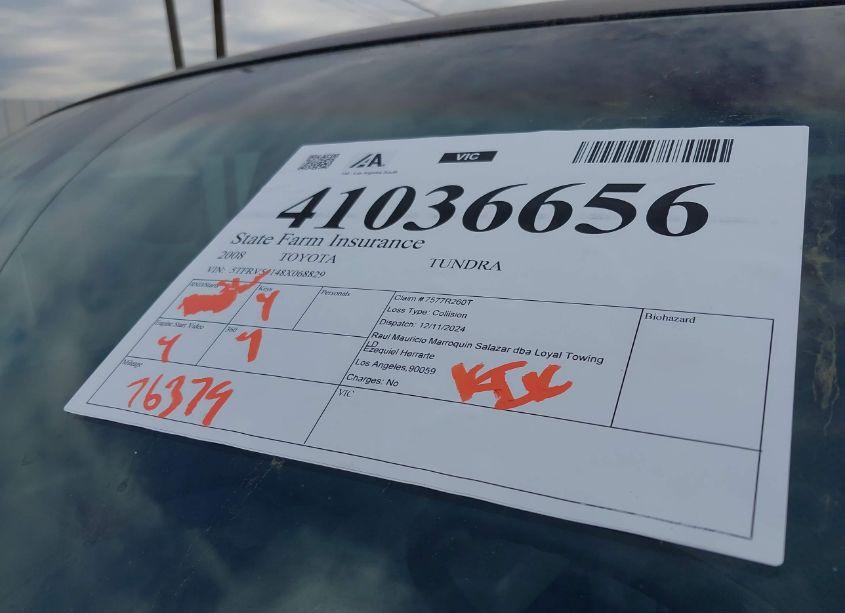 IAA
VIC
41036656
State Farm Insurance
2008 TOYOTA TUNDRA
Keys
Y
Personals
Engine Start Video
Y
Y
Mileage
76379
Claim # 7577R260T
Loss Type: Collision
Dispatch: 12/11/2024
Raul Mauricio Marroquin Salazar dba Loyal Towing
LD
Ezequiel Herrarte
Los Angeles,90059
Charges: No
Biohazard
VIC